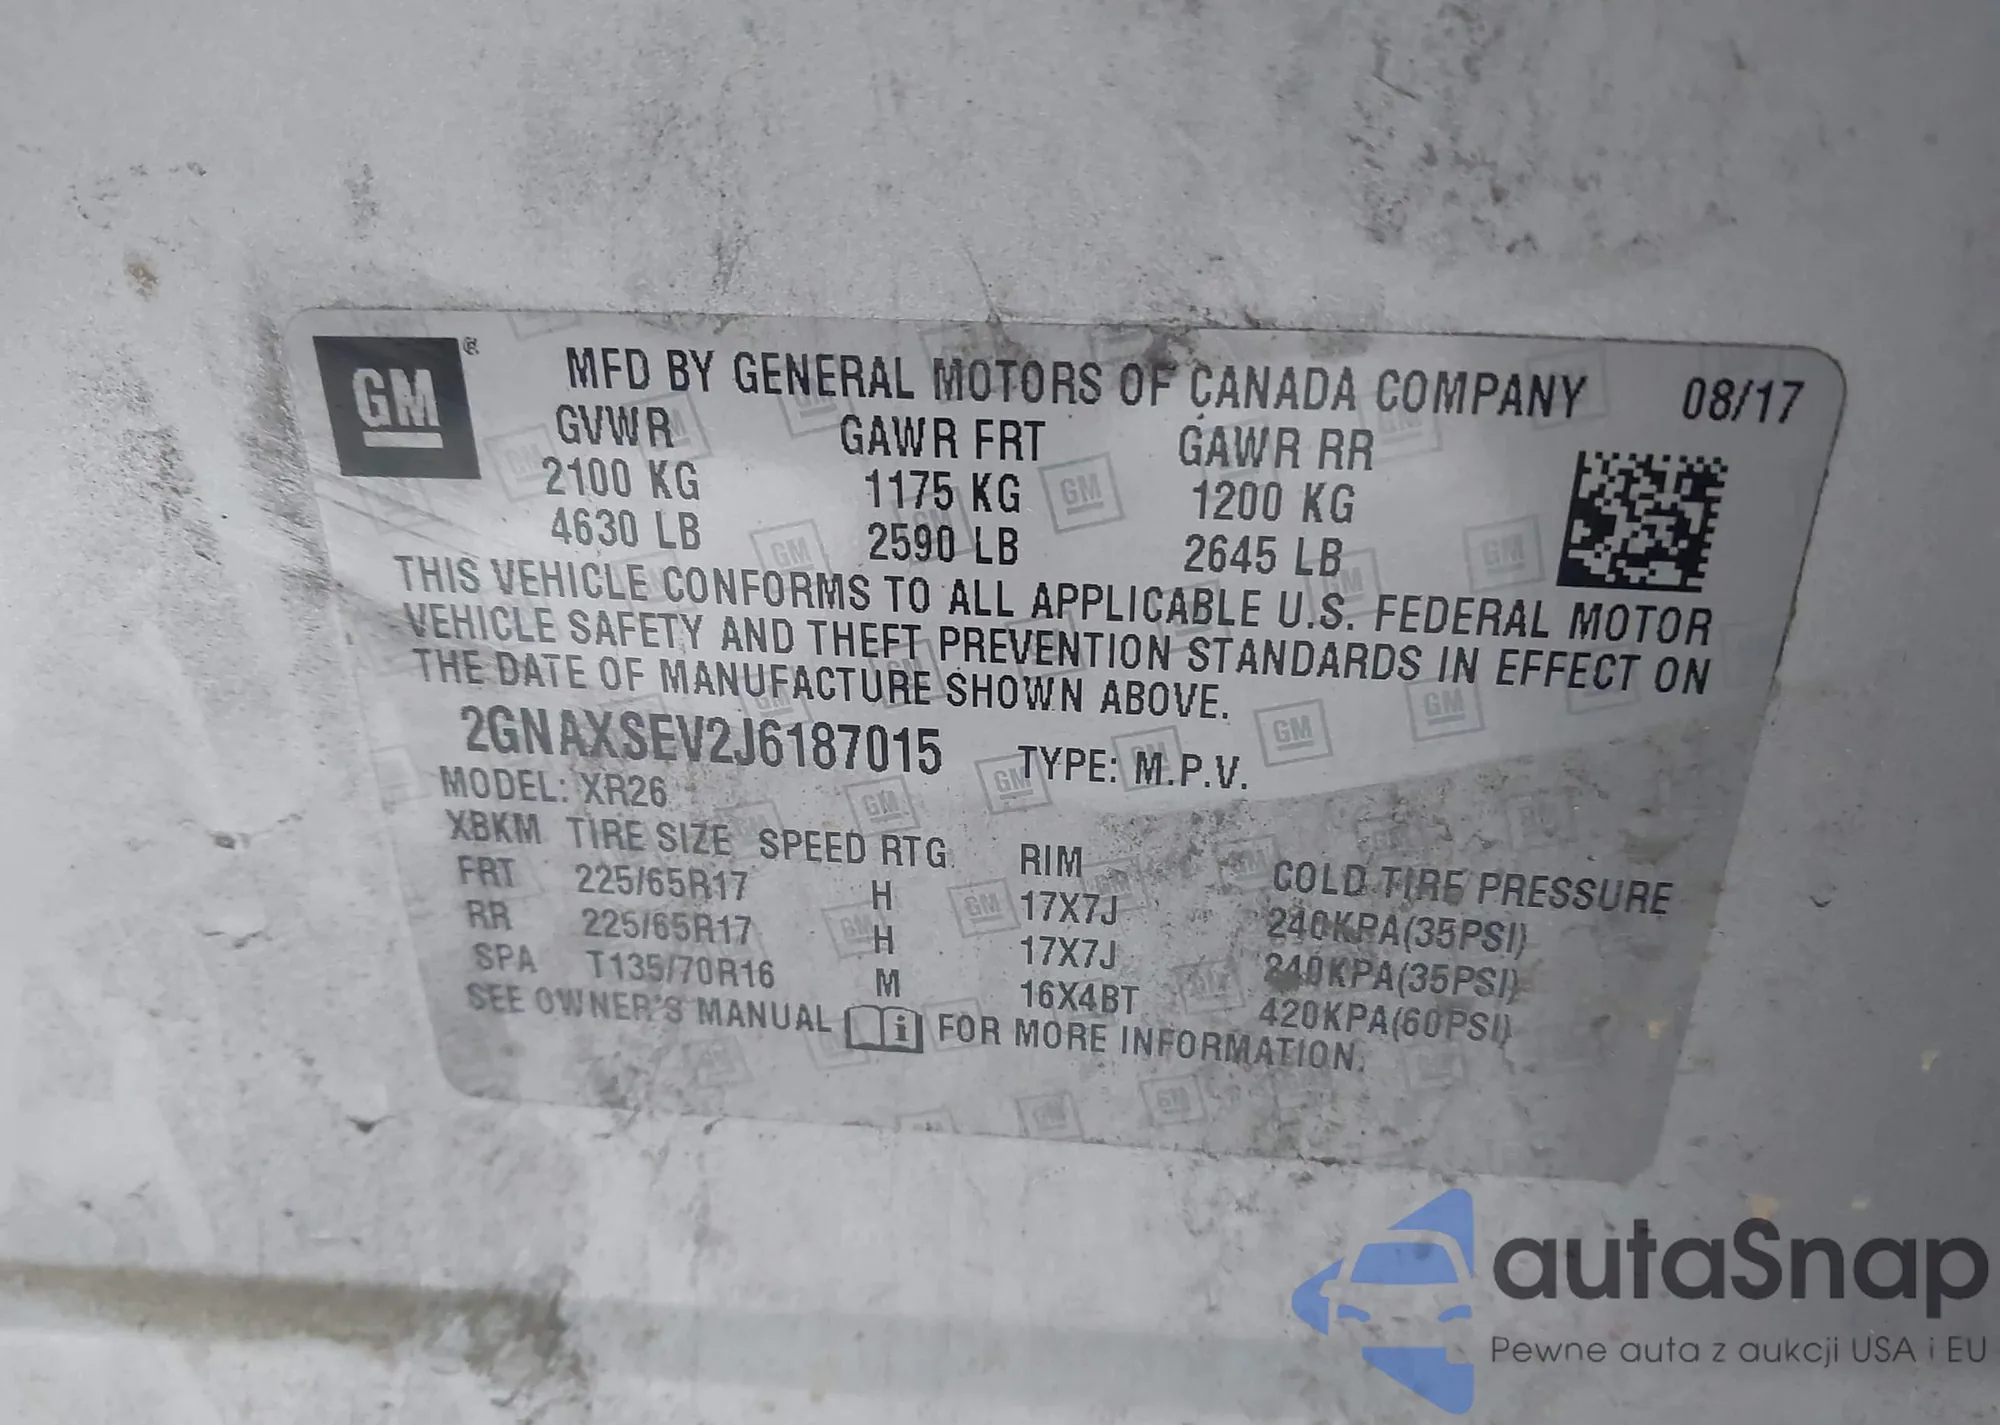 GM®
MFD BY GENERAL MOTORS OF CANADA COMPANY 08/17
GVWR GAWR FRT GAWR RR
2100 KG 1175 KG 1200 KG
4630 LB 2590 LB 2645 LB
THIS VEHICLE CONFORMS TO ALL APPLICABLE U.S. FEDERAL MOTOR
VEHICLE SAFETY AND THEFT PREVENTION STANDARDS IN EFFECT ON
THE DATE OF MANUFACTURE SHOWN ABOVE.
2GNAXSEV2J6187015 TYPE: M.P.V.
MODEL: XR26
XBKM TIRE SIZE SPEED RTG RIM COLD TIRE PRESSURE
FRT 225/65R17 H 17X7J 240KPA(35PSI)
RR 225/65R17 H 17X7J 240KPA(35PSI)
SPA T135/70R16 M 16X4BT 420KPA(60PSI)
SEE OWNER'S MANUAL i FOR MORE INFORMATION.
autaSnap
Pewne auta z aukcji USA i EU